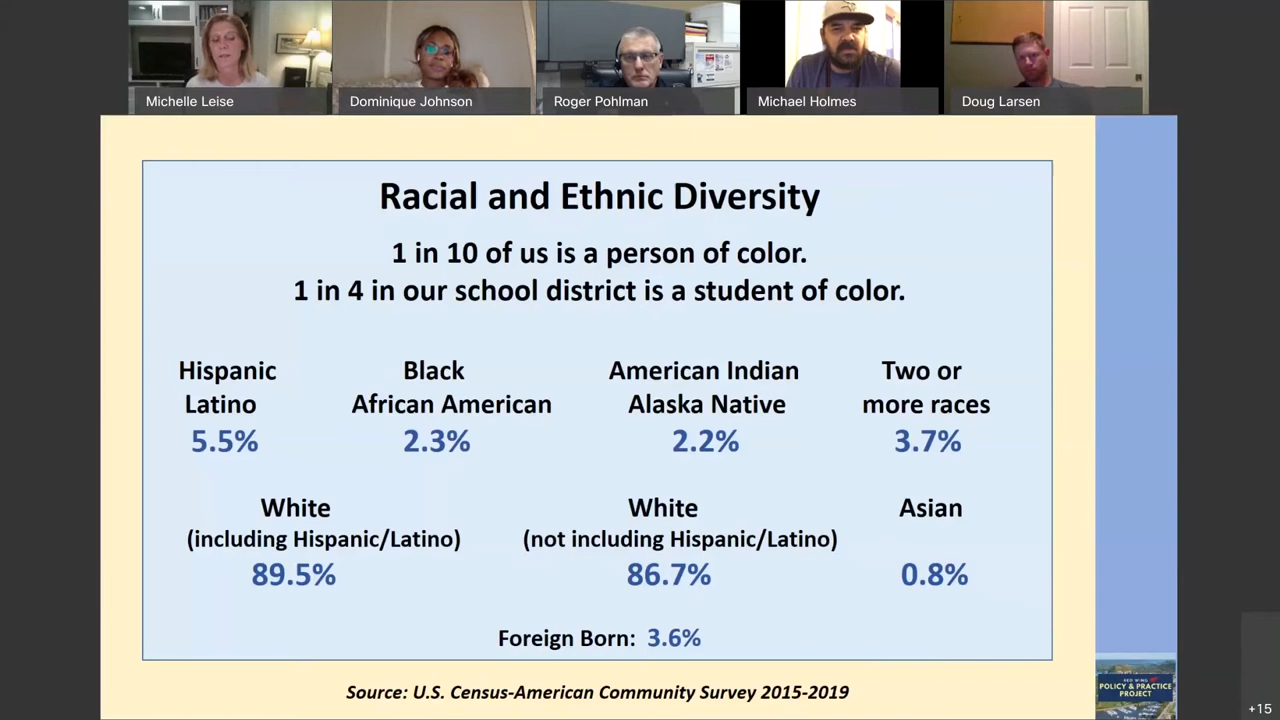 Michelle Leise
Dominique Johnson
Roger Pohlman
Michael Holmes
Doug Larsen
Racial and Ethnic Diversity
1 in 10 of us is a person of color.
1 in 4 in our school district is a student of color.
Hispanic
Latino
5.5%
Black
African American
2.3%
American Indian
Alaska Native
2.2%
Two or
more races
3.7%
White
(including Hispanic/Latino)
89.5%
White
(not including Hispanic/Latino)
86.7%
Asian
0.8%
Foreign Born: 3.6%
Source: U.S. Census-American Community Survey 2015-2019
RED WING
POLICY & PRACTICE
PROJECT
+15